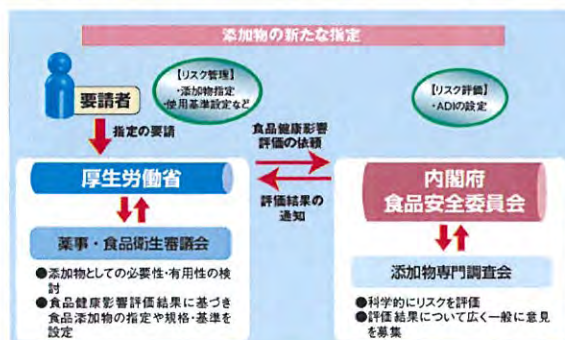 添加物の新たな指定
【リスク管理】
・添加物指定
・使用基準設定など
【リスク評価】
・ADIの設定
要請者
指定の要請
食品健康影響
評価の依頼
厚生労働省
内閣府
食品安全委員会
評価結果の
通知
薬事・食品衛生審議会
添加物専門調査会
●添加物としての必要性・有用性の検
討
●食品健康影響評価結果に基づき
食品添加物の指定や規格・基準を
設定
●科学的にリスクを評価
●評価結果について広く一般に意見
を募集